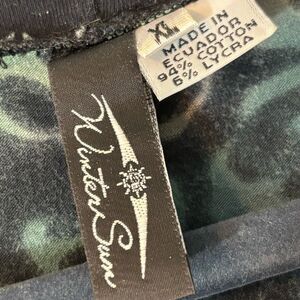 XL
MADE IN
ECUADOR
94% COTTON
6% LYCRA
Winter Sun